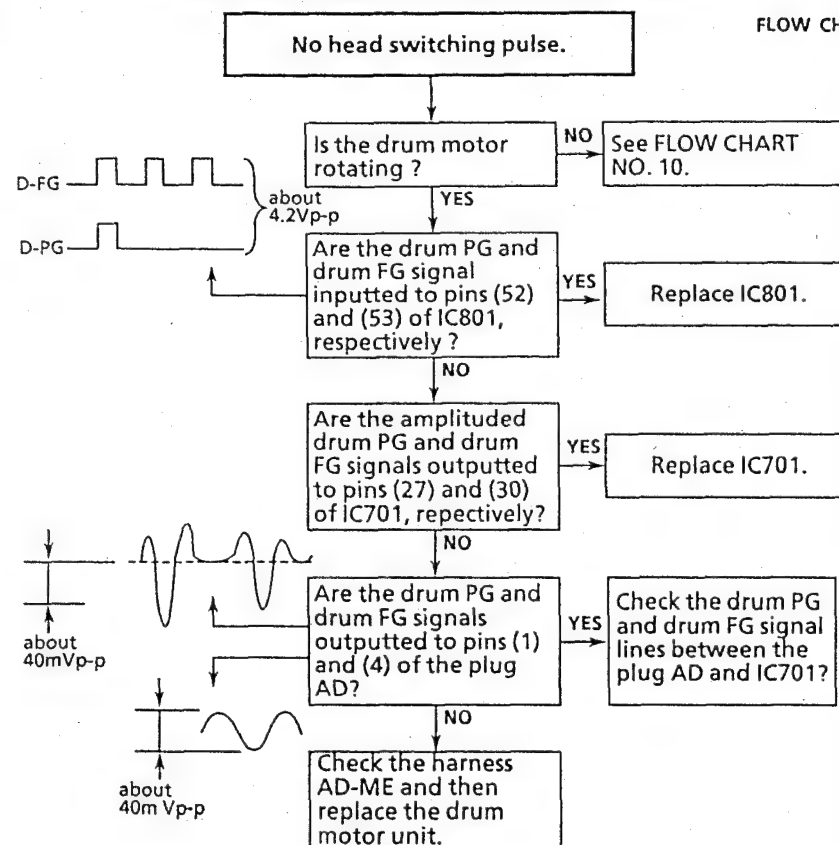 FLOW CH
No head switching pulse.
Is the drum motor
rotating ?
NO
See FLOW CHART
NO. 10.
YES
D-FG
D-PG
about
4.2Vp-p
Are the drum PG and
drum FG signal
inputted to pins (52)
and (53) of IC801,
respectively ?
YES
Replace IC801.
NO
Are the amplituded
drum PG and drum
FG signals outputted
to pins (27) and (30)
of IC701, repectively?
YES
Replace IC701.
NO
about
40mVp-p
Are the drum PG and
drum FG signals
outputted to pins (1)
and (4) of the plug
AD?
YES
Check the drum PG
and drum FG signal
lines between the
plug AD and IC701?
NO
about
40m Vp-p
Check the harness
AD-ME and then
replace the drum
motor unit.